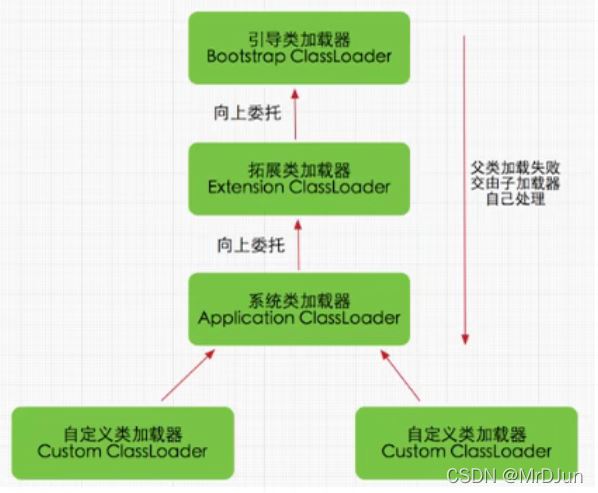 引导类加载器
Bootstrap ClassLoader
向上委托
拓展类加载器
Extension ClassLoader
父类加载失败
交由子加载器
自己处理
向上委托
系统类加载器
Application ClassLoader
自定义类加载器
Custom ClassLoader
自定义类加载器
Custom ClassLoader
CSDN @MrDJun